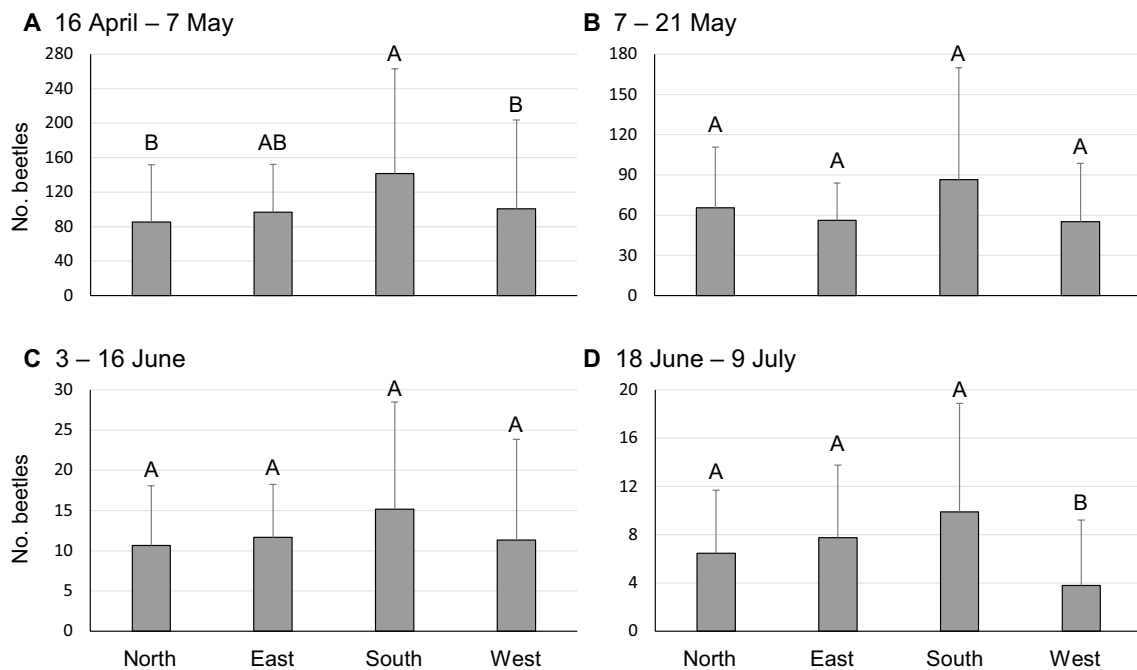 A 16 April – 7 May
No. beetles
280
240
200
160
120
80
40
0
B
AB
A
B
B 7 – 21 May
180
150
120
90
60
30
0
A
A
A
A
C 3 – 16 June
No. beetles
30
25
20
15
10
5
0
A
A
A
A
North East South West
D 18 June – 9 July
20
16
12
8
4
0
A
A
A
B
North East South West